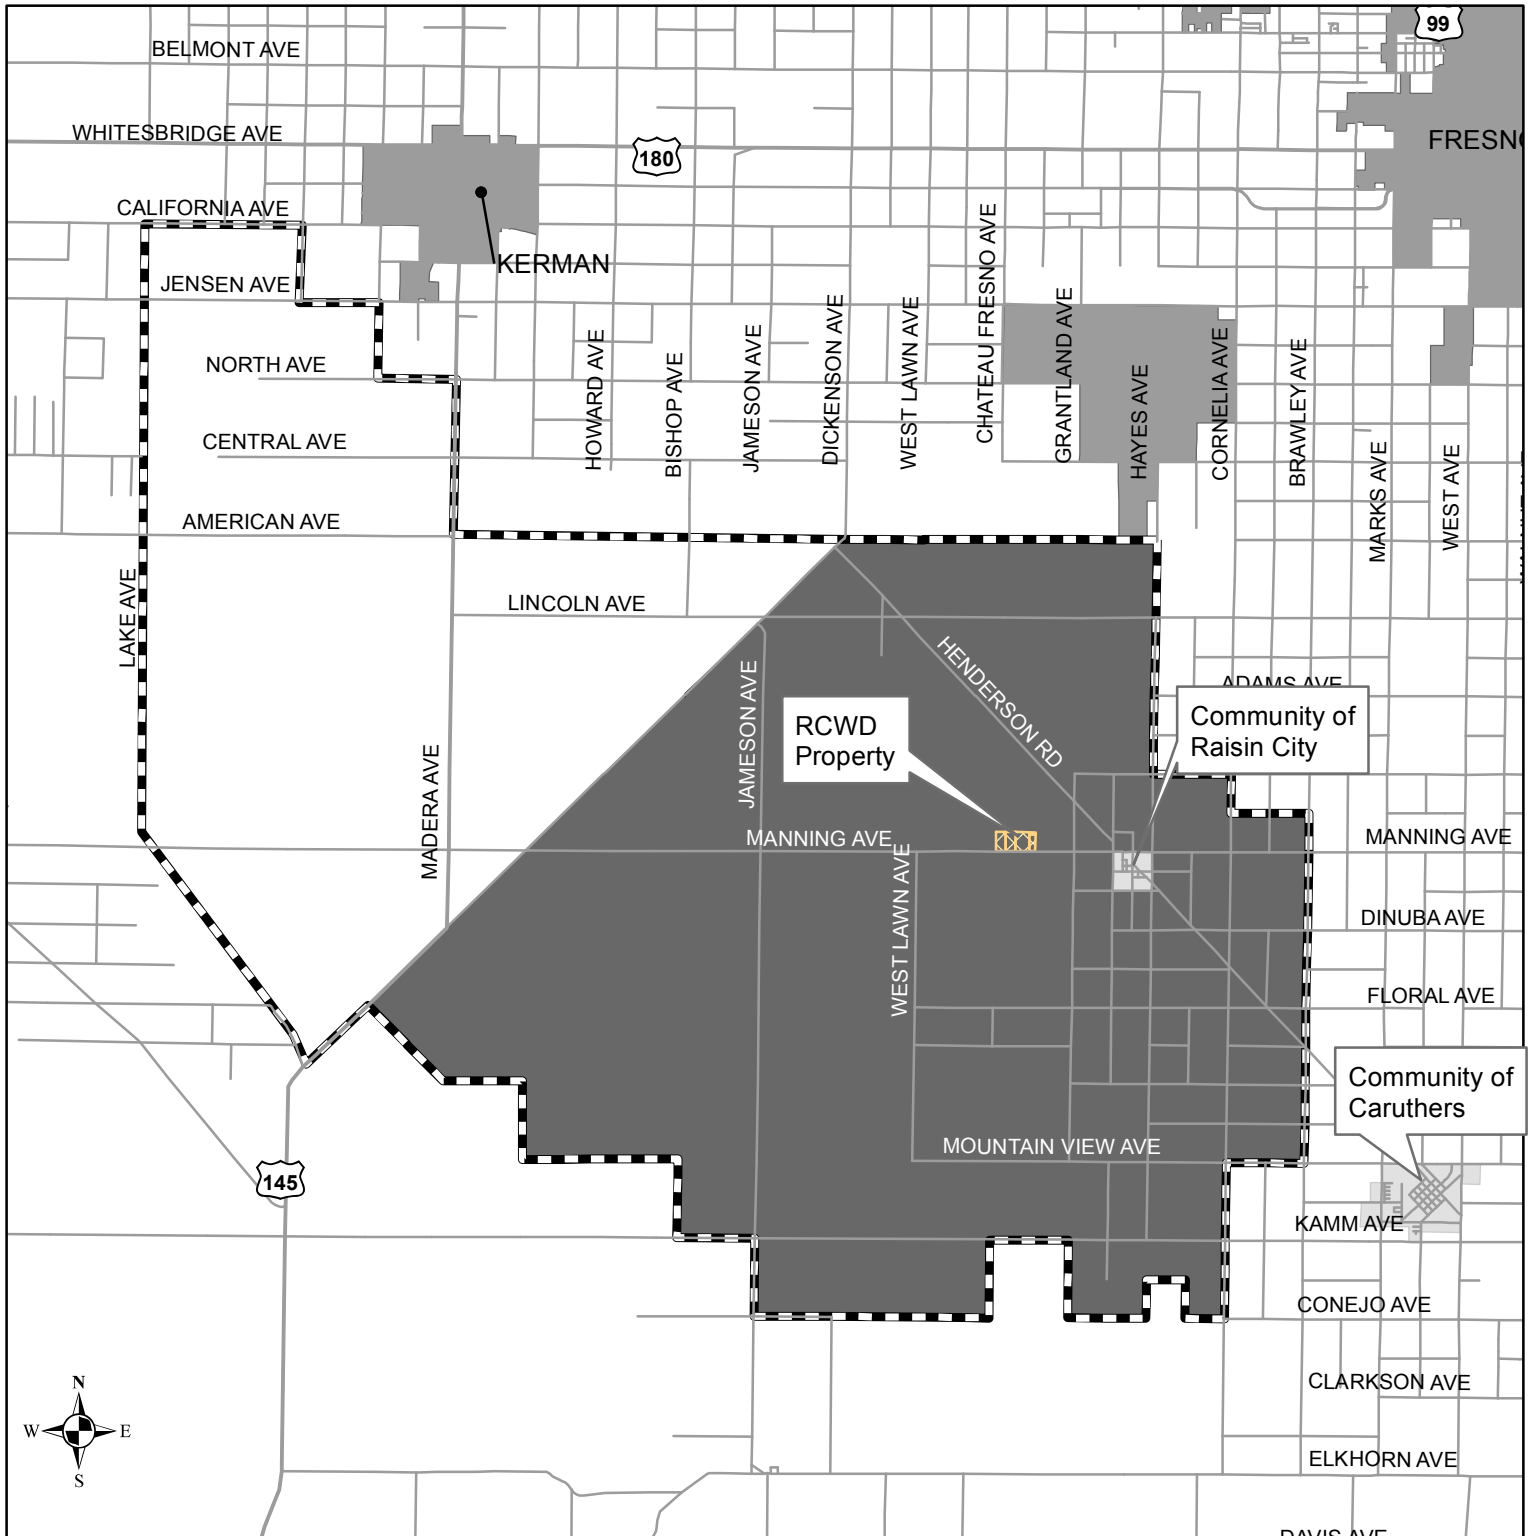 99
BELMONT AVE
WHITESBRIDGE AVE
FRESN
180
CALIFORNIA AVE
KERMAN
JENSEN AVE
NORTH AVE
CENTRAL AVE
AMERICAN AVE
HOWARD AVE
BISHOP AVE
JAMESON AVE
DICKENSON AVE
WEST LAWN AVE
CHATEAU FRESNO AVE
GRANTLAND AVE
HAYES AVE
CORNELIA AVE
BRAWLEY AVE
MARKS AVE
WEST AVE
LAKE AVE
LINCOLN AVE
HENDERSON RD
ADAMS AVE
JAMESON AVE
RCWD
Property
Community of
Raisin City
MADERA AVE
MANNING AVE
MANNING AVE
WEST LAWN AVE
DINUBA AVE
FLORAL AVE
Community of
Caruthers
MOUNTAIN VIEW AVE
145
KAMM AVE
CONEJO AVE
CLARKSON AVE
N
W E
S
ELKHORN AVE
DAVIS AVE